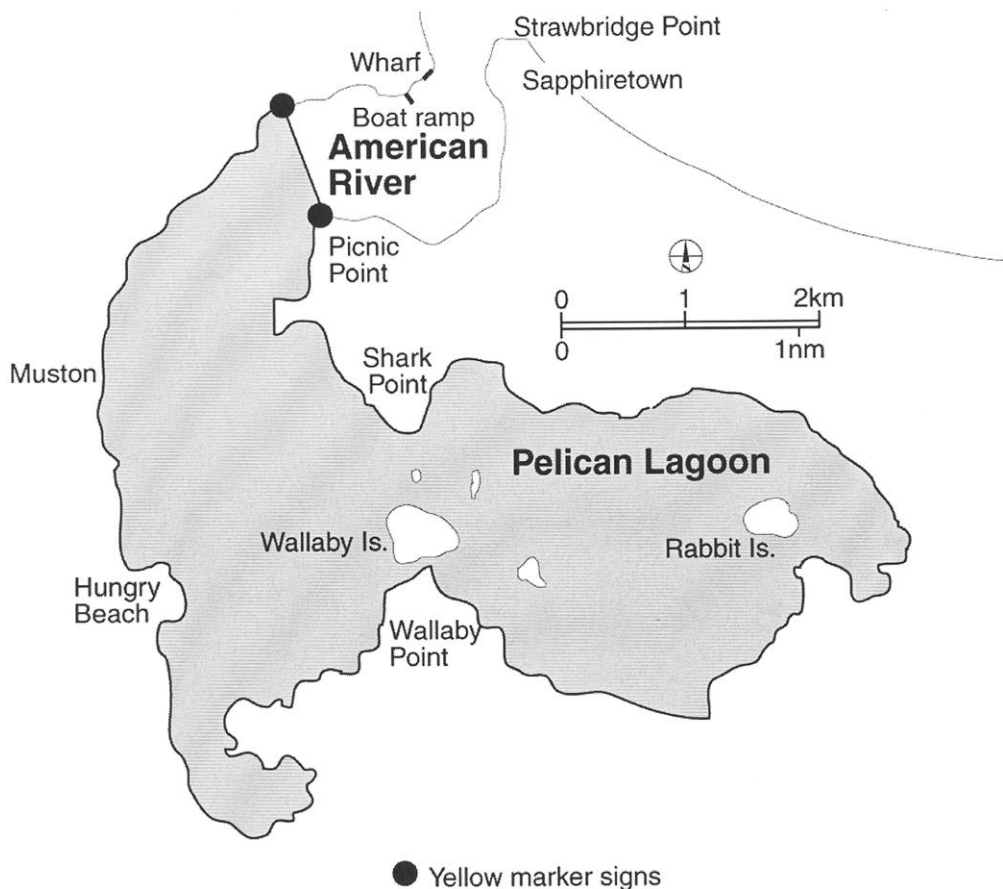 Strawbridge Point
Wharf
Sapphiretown
Boat ramp
American
River
Picnic
Point
N
0 1 2km
0 1nm
Muston
Shark
Point
Pelican Lagoon
Wallaby Is.
Rabbit Is.
Hungry
Beach
Wallaby
Point
Yellow marker signs